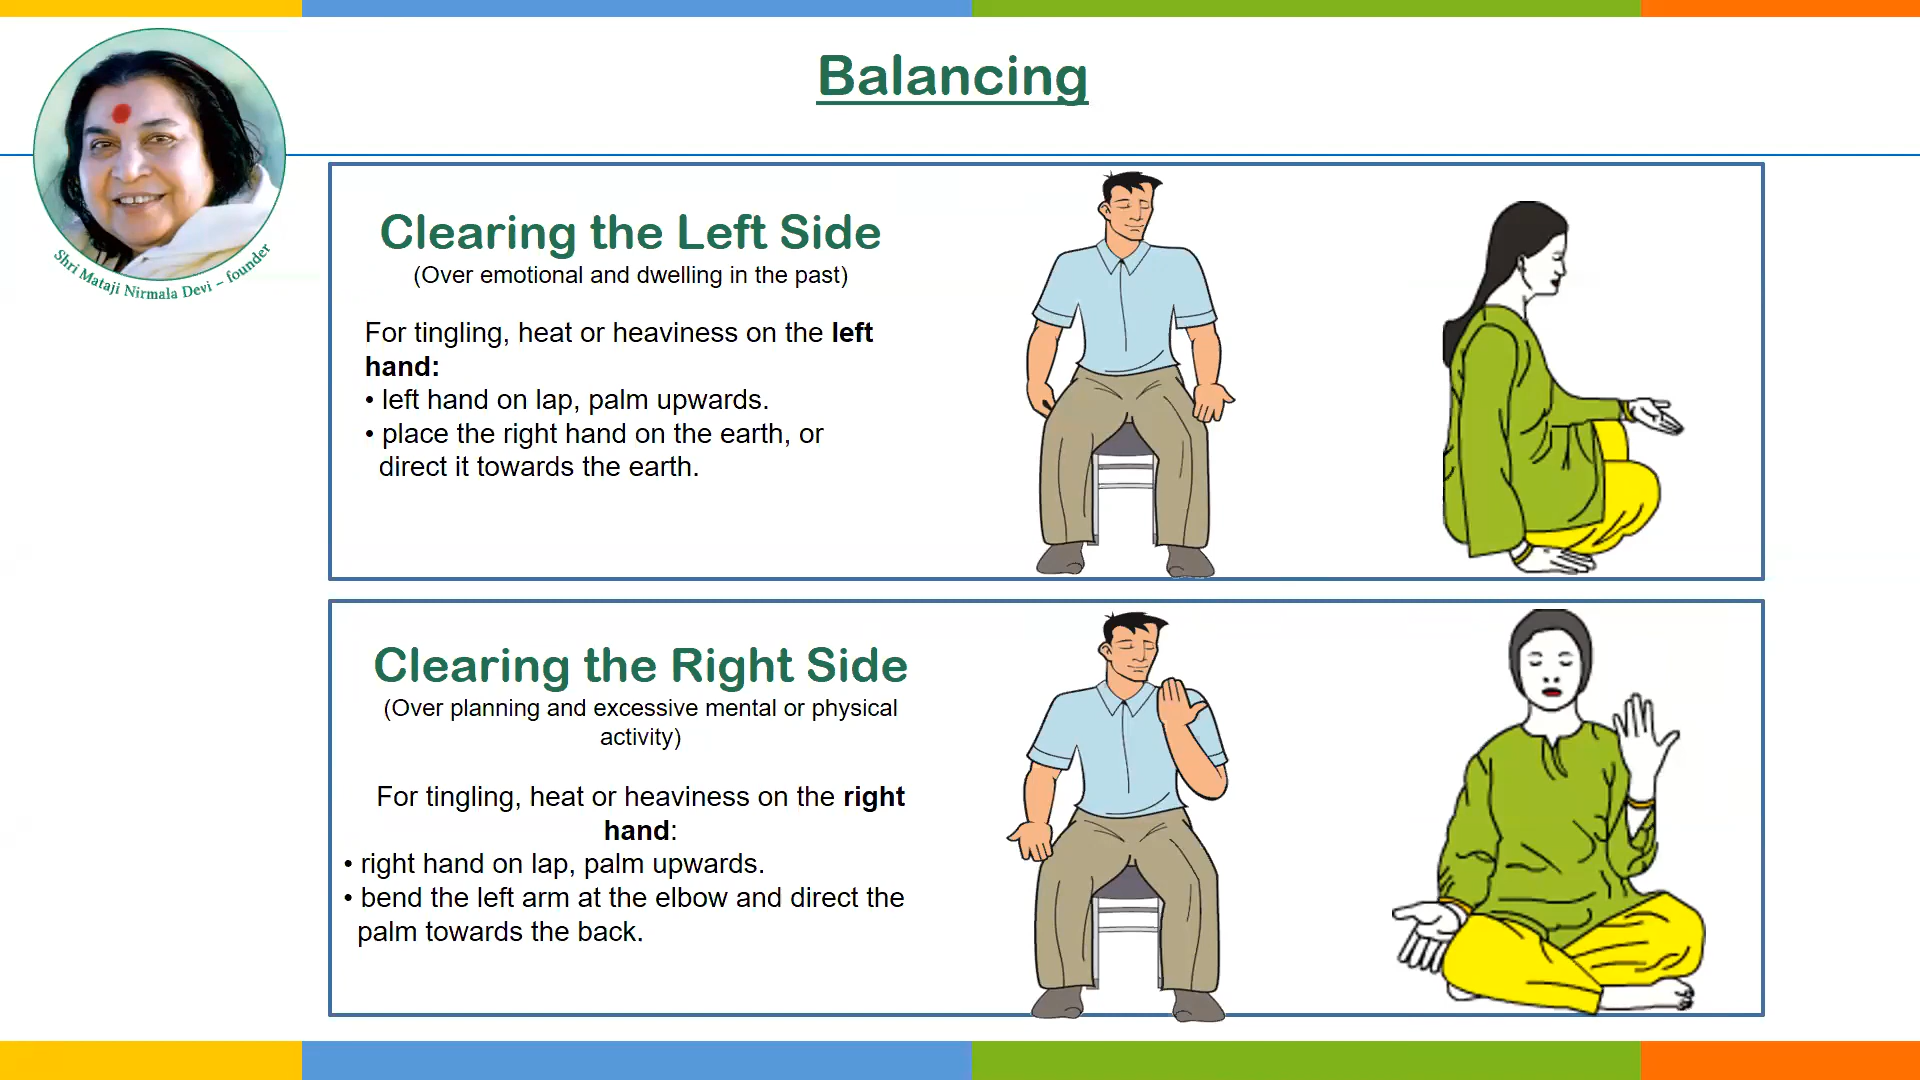 Balancing
Shri Mataji Nirmala Devi – founder
Clearing the Left Side
(Over emotional and dwelling in the past)
For tingling, heat or heaviness on the left
hand:
• left hand on lap, palm upwards.
• place the right hand on the earth, or
direct it towards the earth.
Clearing the Right Side
(Over planning and excessive mental or physical
activity)
For tingling, heat or heaviness on the right
hand:
• right hand on lap, palm upwards.
• bend the left arm at the elbow and direct the
palm towards the back.